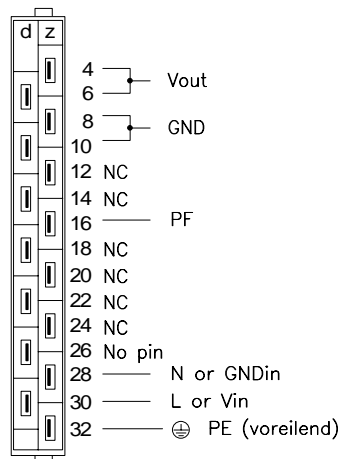 d z
4
Vout
6
8
GND
10
12 NC
14 NC
16 PF
18 NC
20 NC
22 NC
24 NC
26 No pin
28 N or GNDin
30 L or Vin
32 PE (voreilend)